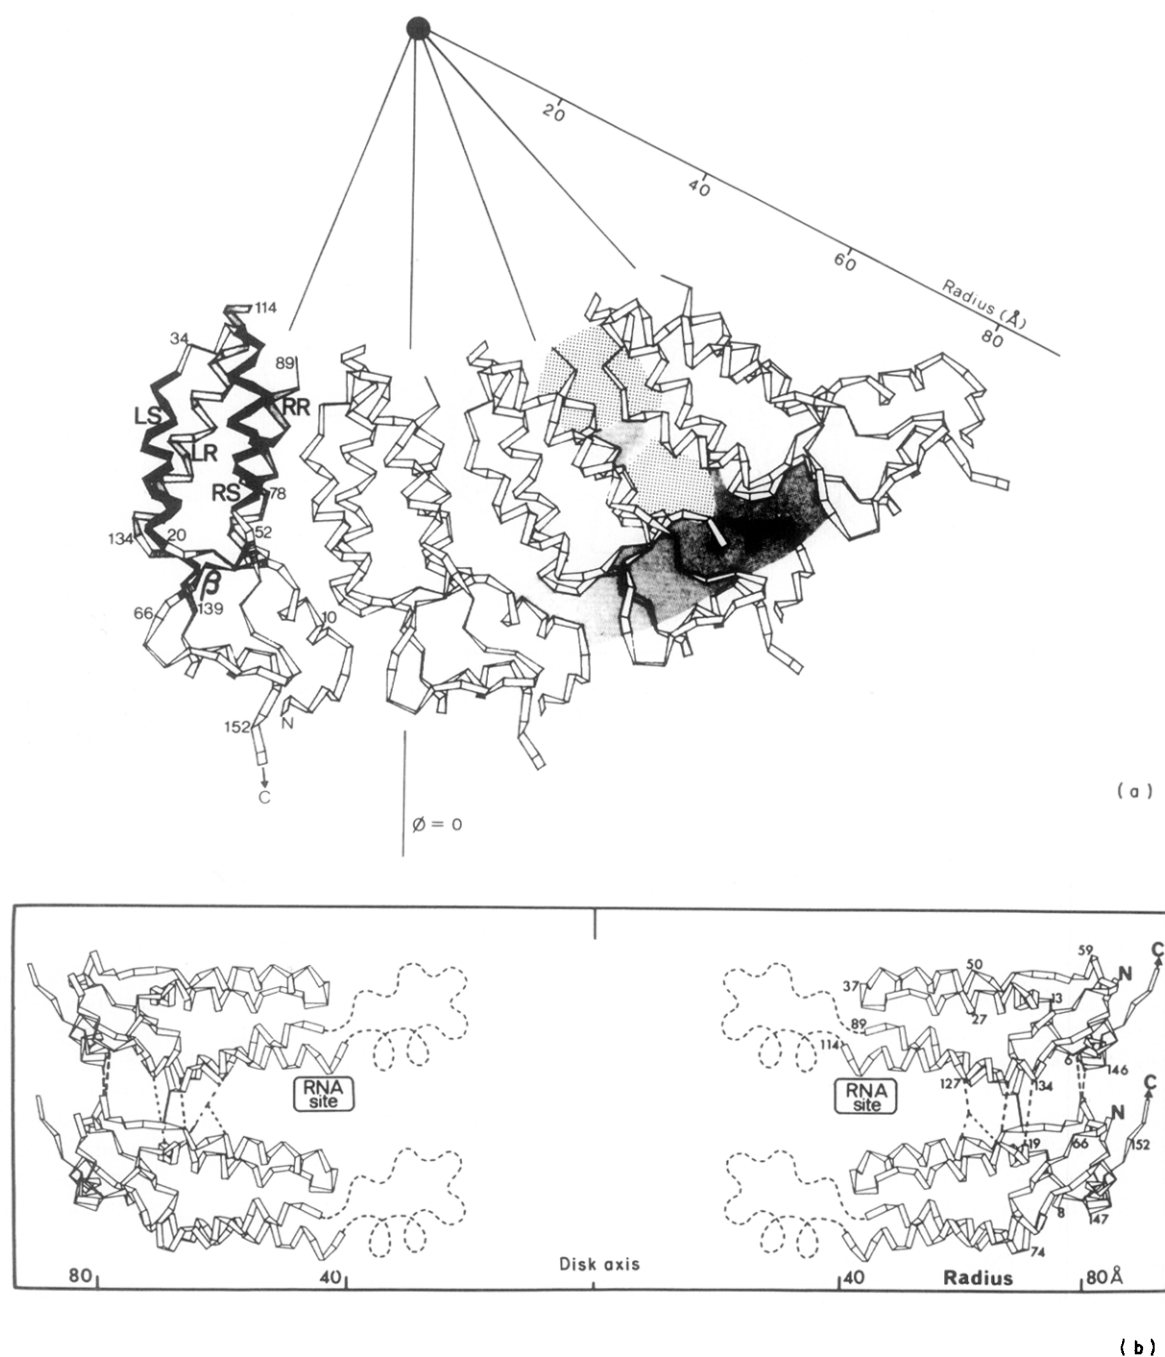 20
40
60
Radius (Å)
80
114
34
89
LS
RR
LR
RS
78
134
20
52
β
66
139
10
152
N
C
(a)
Ø = 0
59
C
50
N
37
13
27
89
114
6
146
RNA
site
RNA
site
127
134
C
N
19
66
152
8
147
74
Disk axis
80
40
40
Radius
80Å
(b)